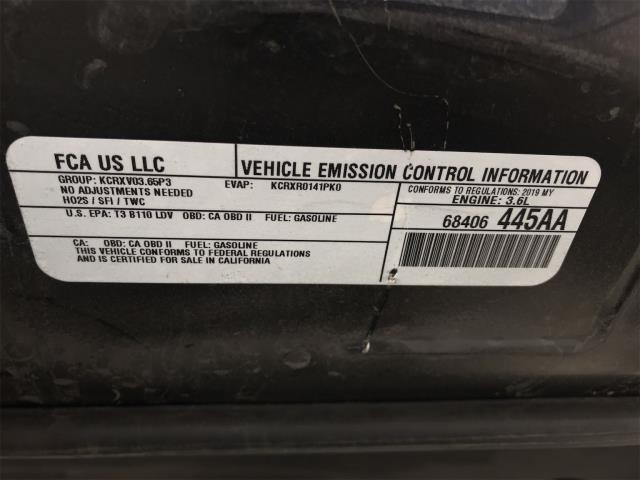 FCA US LLC
VEHICLE EMISSION CONTROL INFORMATION
GROUP: KCRXV03.65P3
EVAP: KCRXR0141PK0
NO ADJUSTMENTS NEEDED
HO2S / SFI / TWC
CONFORMS TO REGULATIONS: 2019 MY
ENGINE: 3.6L
U.S. EPA: T3 B110 LDV OBD: CA OBD II FUEL: GASOLINE
68406 445AA
CA: OBD: CA OBD II FUEL: GASOLINE
THIS VEHICLE CONFORMS TO FEDERAL REGULATIONS
AND IS CERTIFIED FOR SALE IN CALIFORNIA